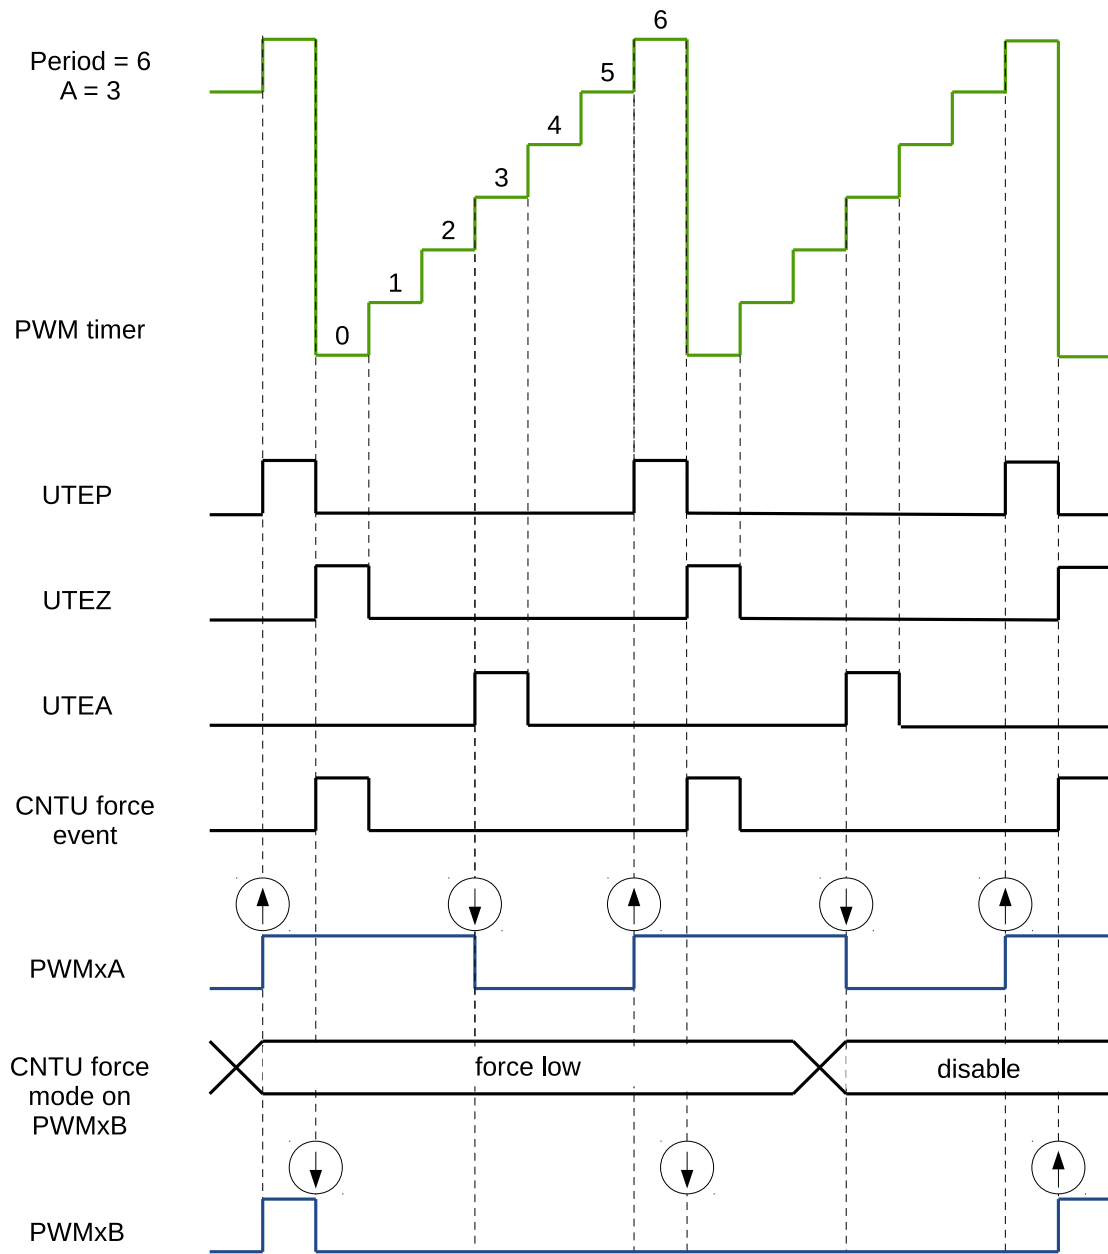 6
Period = 6
A = 3
5
4
3
2
1
0
PWM timer
UTEP
UTEZ
UTEA
CNTU force
event
PWMxA
CNTU force
mode on
PWMxB
force low
disable
PWMxB